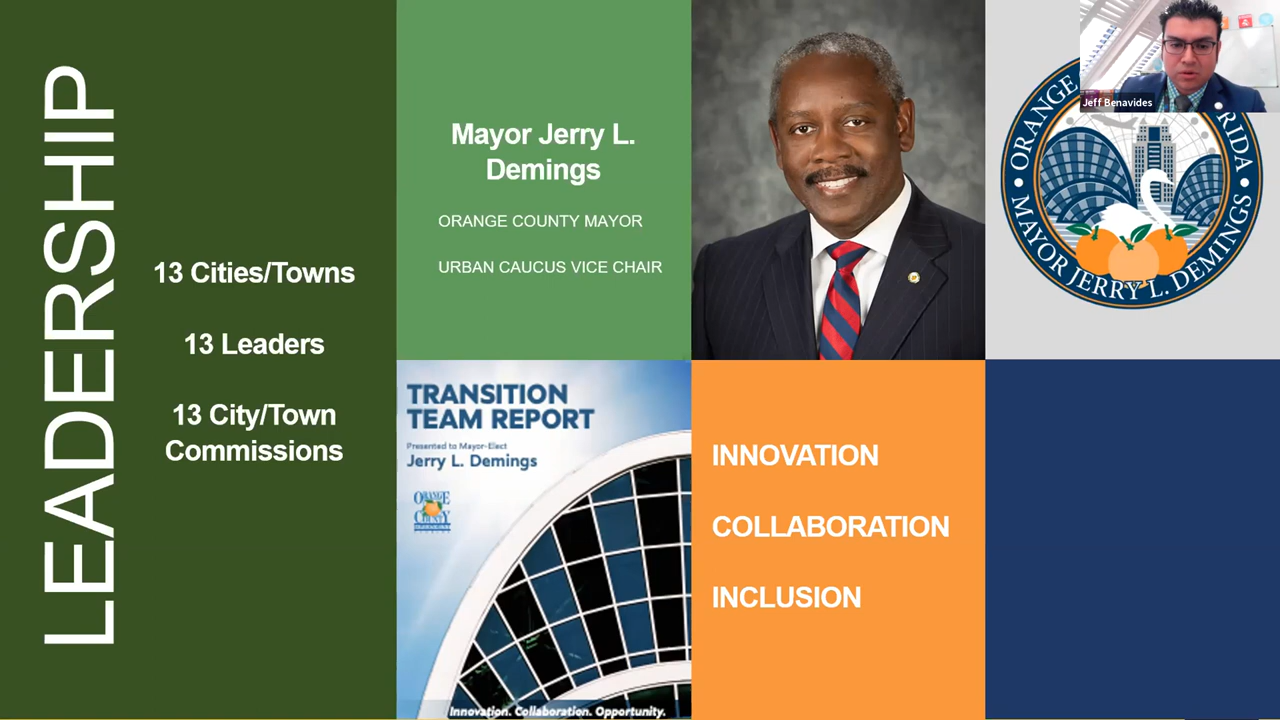 LEADERSHIP
13 Cities/Towns
13 Leaders
13 City/Town
Commissions
Mayor Jerry L.
Demings
ORANGE COUNTY MAYOR
URBAN CAUCUS VICE CHAIR
Jeff Benavides
ORANGE
RIDA
MAYOR JERRY L. DEMINGS
TRANSITION
TEAM REPORT
Presented to Mayor-Elect
Jerry L. Demings
ORANGE
COUNTY
Innovation. Collaboration. Opportunity.
INNOVATION
COLLABORATION
INCLUSION